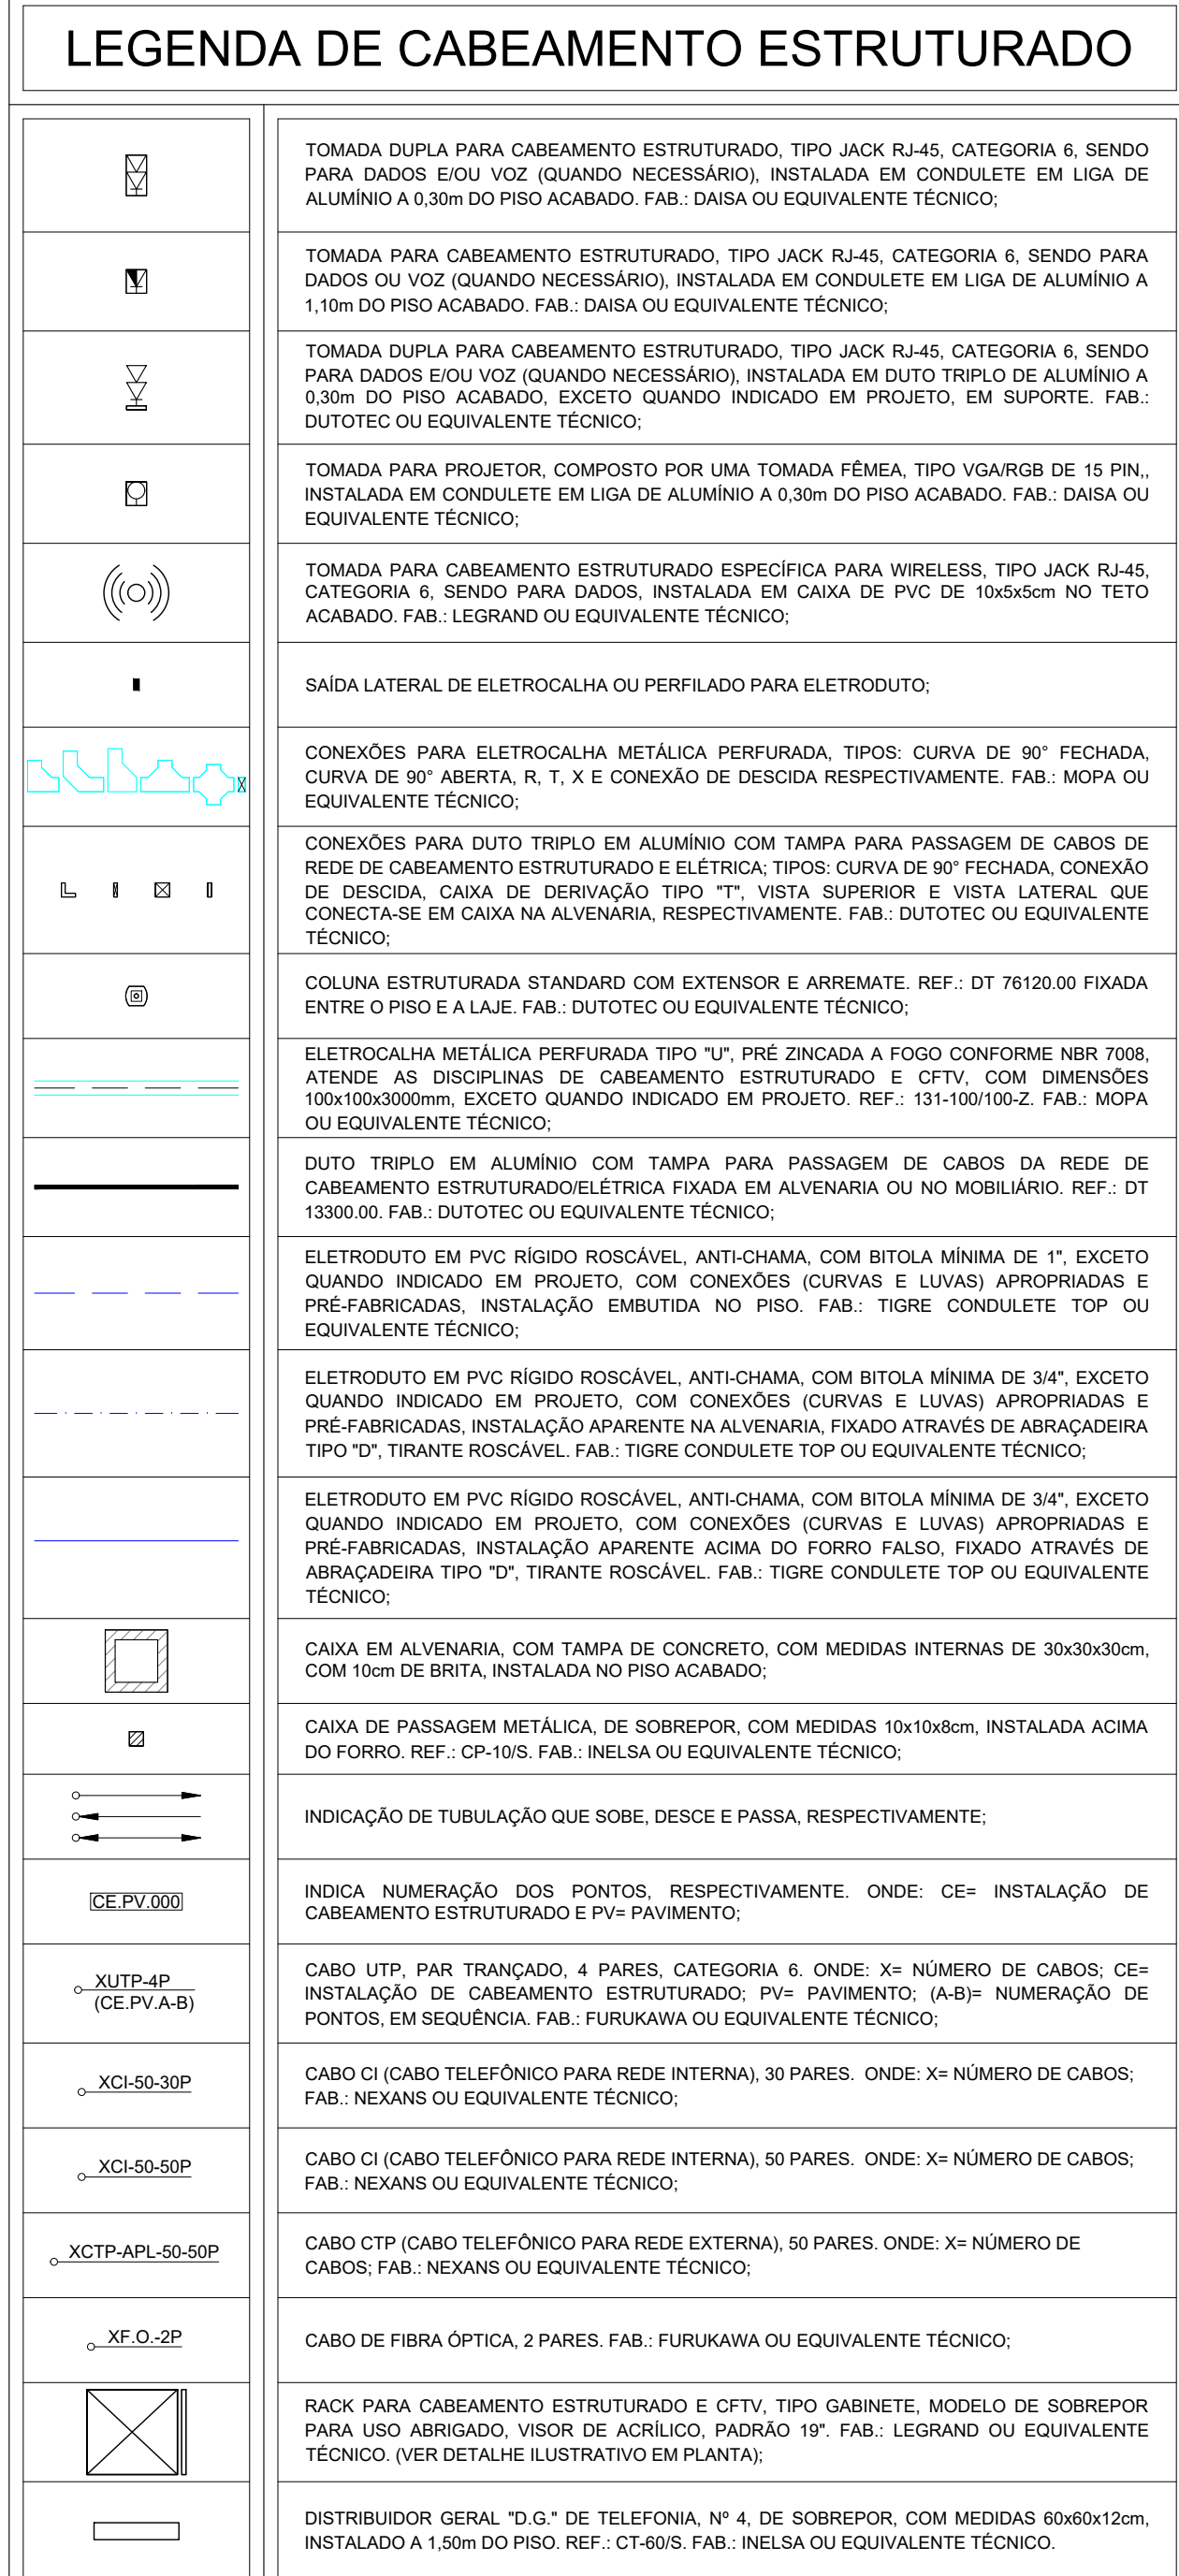 LEGENDA DE CABEAMENTO ESTRUTURADO
TOMADA DUPLA PARA CABEAMENTO ESTRUTURADO, TIPO JACK RJ-45, CATEGORIA 6, SENDO
PARA DADOS E/OU VOZ (QUANDO NECESSÁRIO), INSTALADA EM CONDULETE EM LIGA DE
ALUMÍNIO A 0,30m DO PISO ACABADO. FAB.: DAISA OU EQUIVALENTE TÉCNICO;
TOMADA PARA CABEAMENTO ESTRUTURADO, TIPO JACK RJ-45, CATEGORIA 6, SENDO PARA
DADOS OU VOZ (QUANDO NECESSÁRIO), INSTALADA EM CONDULETE EM LIGA DE ALUMÍNIO A
1,10m DO PISO ACABADO. FAB.: DAISA OU EQUIVALENTE TÉCNICO;
TOMADA DUPLA PARA CABEAMENTO ESTRUTURADO, TIPO JACK RJ-45, CATEGORIA 6, SENDO
PARA DADOS E/OU VOZ (QUANDO NECESSÁRIO), INSTALADA EM DUTO TRIPLO DE ALUMÍNIO A
0,30m DO PISO ACABADO, EXCETO QUANDO INDICADO EM PROJETO, EM SUPORTE. FAB.:
DUTOTEC OU EQUIVALENTE TÉCNICO;
TOMADA PARA PROJETOR, COMPOSTO POR UMA TOMADA FÊMEA, TIPO VGA/RGB DE 15 PIN,,
INSTALADA EM CONDULETE EM LIGA DE ALUMÍNIO A 0,30m DO PISO ACABADO. FAB.: DAISA OU
EQUIVALENTE TÉCNICO;
TOMADA PARA CABEAMENTO ESTRUTURADO ESPECÍFICA PARA WIRELESS, TIPO JACK RJ-45,
CATEGORIA 6, SENDO PARA DADOS, INSTALADA EM CAIXA DE PVC DE 10x5x5cm NO TETO
ACABADO. FAB.: LEGRAND OU EQUIVALENTE TÉCNICO;
SAÍDA LATERAL DE ELETROCALHA OU PERFILADO PARA ELETRODUTO;
CONEXÕES PARA ELETROCALHA METÁLICA PERFURADA, TIPOS: CURVA DE 90° FECHADA,
CURVA DE 90° ABERTA, R, T, X E CONEXÃO DE DESCIDA RESPECTIVAMENTE. FAB.: MOPA OU
EQUIVALENTE TÉCNICO;
CONEXÕES PARA DUTO TRIPLO EM ALUMÍNIO COM TAMPA PARA PASSAGEM DE CABOS DE
REDE DE CABEAMENTO ESTRUTURADO E ELÉTRICA; TIPOS: CURVA DE 90° FECHADA, CONEXÃO
DE DESCIDA, CAIXA DE DERIVAÇÃO TIPO "T", VISTA SUPERIOR E VISTA LATERAL QUE
CONECTA-SE EM CAIXA NA ALVENARIA, RESPECTIVAMENTE. FAB.: DUTOTEC OU EQUIVALENTE
TÉCNICO;
COLUNA ESTRUTURADA STANDARD COM EXTENSOR E ARREMATE. REF.: DT 76120.00 FIXADA
ENTRE O PISO E A LAJE. FAB.: DUTOTEC OU EQUIVALENTE TÉCNICO;
ELETROCALHA METÁLICA PERFURADA TIPO "U", PRÉ ZINCADA A FOGO CONFORME NBR 7008,
ATENDE AS DISCIPLINAS DE CABEAMENTO ESTRUTURADO E CFTV, COM DIMENSÕES
100x100x3000mm, EXCETO QUANDO INDICADO EM PROJETO. REF.: 131-100/100-Z. FAB.: MOPA
OU EQUIVALENTE TÉCNICO;
DUTO TRIPLO EM ALUMÍNIO COM TAMPA PARA PASSAGEM DE CABOS DA REDE DE
CABEAMENTO ESTRUTURADO/ELÉTRICA FIXADA EM ALVENARIA OU NO MOBILIÁRIO. REF.: DT
13300.00. FAB.: DUTOTEC OU EQUIVALENTE TÉCNICO;
ELETRODUTO EM PVC RÍGIDO ROSCÁVEL, ANTI-CHAMA, COM BITOLA MÍNIMA DE 1", EXCETO
QUANDO INDICADO EM PROJETO, COM CONEXÕES (CURVAS E LUVAS) APROPRIADAS E
PRÉ-FABRICADAS, INSTALAÇÃO EMBUTIDA NO PISO. FAB.: TIGRE CONDULETE TOP OU
EQUIVALENTE TÉCNICO;
ELETRODUTO EM PVC RÍGIDO ROSCÁVEL, ANTI-CHAMA, COM BITOLA MÍNIMA DE 3/4", EXCETO
QUANDO INDICADO EM PROJETO, COM CONEXÕES (CURVAS E LUVAS) APROPRIADAS E
PRÉ-FABRICADAS, INSTALAÇÃO APARENTE NA ALVENARIA, FIXADO ATRAVÉS DE ABRAÇADEIRA
TIPO "D", TIRANTE ROSCÁVEL. FAB.: TIGRE CONDULETE TOP OU EQUIVALENTE TÉCNICO;
ELETRODUTO EM PVC RÍGIDO ROSCÁVEL, ANTI-CHAMA, COM BITOLA MÍNIMA DE 3/4", EXCETO
QUANDO INDICADO EM PROJETO, COM CONEXÕES (CURVAS E LUVAS) APROPRIADAS E
PRÉ-FABRICADAS, INSTALAÇÃO APARENTE ACIMA DO FORRO FALSO, FIXADO ATRAVÉS DE
ABRAÇADEIRA TIPO "D", TIRANTE ROSCÁVEL. FAB.: TIGRE CONDULETE TOP OU EQUIVALENTE
TÉCNICO;
CAIXA EM ALVENARIA, COM TAMPA DE CONCRETO, COM MEDIDAS INTERNAS DE 30x30x30cm,
COM 10cm DE BRITA, INSTALADA NO PISO ACABADO;
CAIXA DE PASSAGEM METÁLICA, DE SOBREPOR, COM MEDIDAS 10x10x8cm, INSTALADA ACIMA
DO FORRO. REF.: CP-10/S. FAB.: INELSA OU EQUIVALENTE TÉCNICO;
INDICAÇÃO DE TUBULAÇÃO QUE SOBE, DESCE E PASSA, RESPECTIVAMENTE;
CE.PV.000
INDICA NUMERAÇÃO DOS PONTOS, RESPECTIVAMENTE. ONDE: CE= INSTALAÇÃO DE
CABEAMENTO ESTRUTURADO E PV= PAVIMENTO;
XUTP-4P
(CE.PV.A-B)
CABO UTP, PAR TRANÇADO, 4 PARES, CATEGORIA 6. ONDE: X= NÚMERO DE CABOS; CE=
INSTALAÇÃO DE CABEAMENTO ESTRUTURADO; PV= PAVIMENTO; (A-B)= NUMERAÇÃO DE
PONTOS, EM SEQUÊNCIA. FAB.: FURUKAWA OU EQUIVALENTE TÉCNICO;
XCI-50-30P
CABO CI (CABO TELEFÔNICO PARA REDE INTERNA), 30 PARES. ONDE: X= NÚMERO DE CABOS;
FAB.: NEXANS OU EQUIVALENTE TÉCNICO;
XCI-50-50P
CABO CI (CABO TELEFÔNICO PARA REDE INTERNA), 50 PARES. ONDE: X= NÚMERO DE CABOS;
FAB.: NEXANS OU EQUIVALENTE TÉCNICO;
XCTP-APL-50-50P
CABO CTP (CABO TELEFÔNICO PARA REDE EXTERNA), 50 PARES. ONDE: X= NÚMERO DE
CABOS; FAB.: NEXANS OU EQUIVALENTE TÉCNICO;
XF.O.-2P
CABO DE FIBRA ÓPTICA, 2 PARES. FAB.: FURUKAWA OU EQUIVALENTE TÉCNICO;
RACK PARA CABEAMENTO ESTRUTURADO E CFTV, TIPO GABINETE, MODELO DE SOBREPOR
PARA USO ABRIGADO, VISOR DE ACRÍLICO, PADRÃO 19". FAB.: LEGRAND OU EQUIVALENTE
TÉCNICO. (VER DETALHE ILUSTRATIVO EM PLANTA);
DISTRIBUIDOR GERAL "D.G." DE TELEFONIA, Nº 4, DE SOBREPOR, COM MEDIDAS 60x60x12cm,
INSTALADO A 1,50m DO PISO. REF.: CT-60/S. FAB.: INELSA OU EQUIVALENTE TÉCNICO.